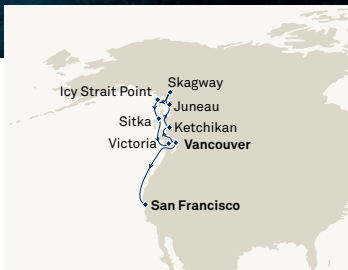 Skagway
Icy Strait Point
Juneau
Sitka
Ketchikan
Victoria
Vancouver
San Francisco